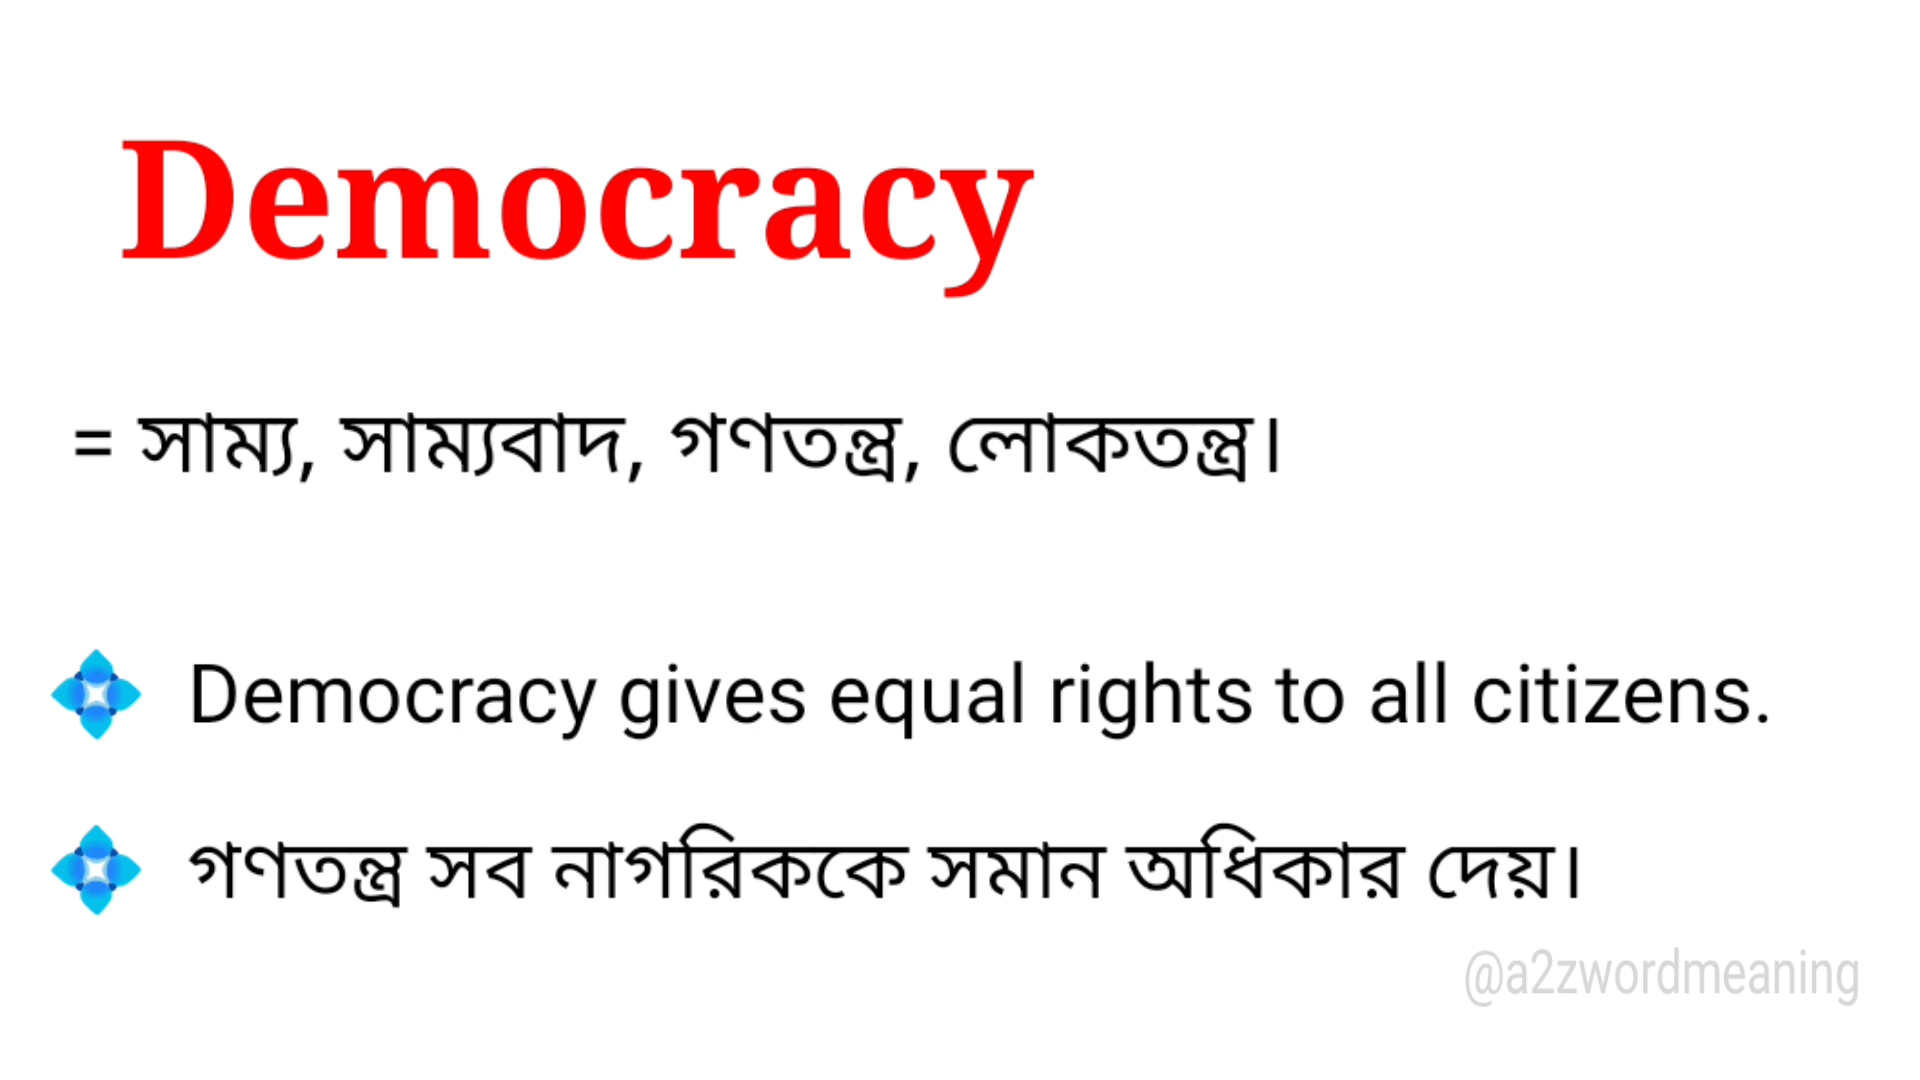 Democracy
= সাম্য, সাম্যবাদ, গণতন্ত্র, লোকতন্ত্র।
💠 Democracy gives equal rights to all citizens.
💠 গণতন্ত্র সব নাগরিককে সমান অধিকার দেয়।
@a2zwordmeaning